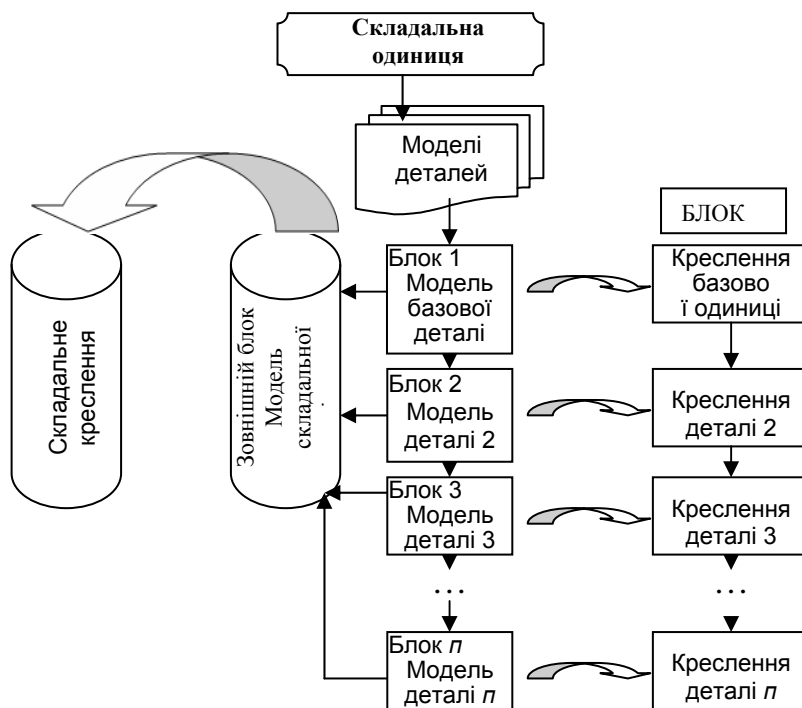 Складальна
одиниця
Моделі
деталей
БЛОК
Складальне
креслення
Зовнішній блок
Модель
складальної
Блок 1
Модель
базової
деталі
Креслення
базово
ї одиниці
Блок 2
Модель
деталі 2
Креслення
деталі 2
Блок 3
Модель
деталі 3
Креслення
деталі 3
...
...
Блок п
Модель
деталі п
Креслення
деталі п